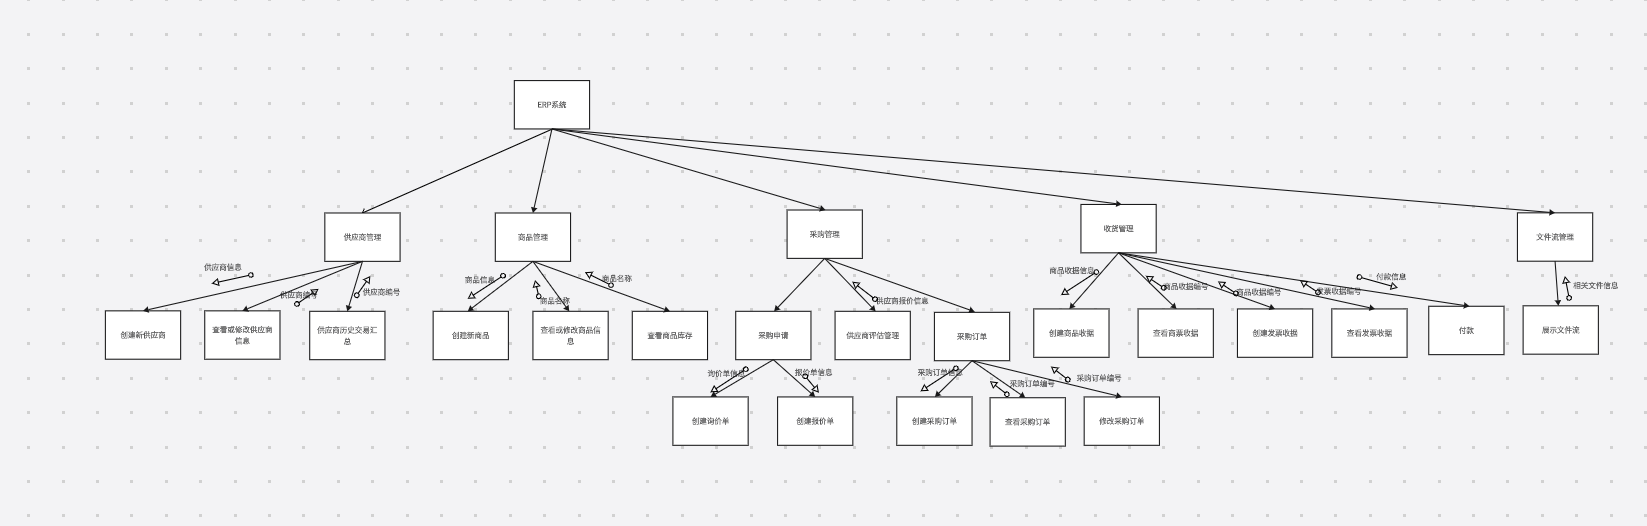 ERP系统
供应商管理
商品管理
采购管理
收货管理
文件流管理
供应商信息
供应商编号
供应商编号
商品信息
商品名称
商品名称
供应商报价信息
商品收据信息
商品收据编号
商品收据编号
发票收据编号
付款信息
相关文件信息
创建新供应商
查看或修改供应商
信息
供应商历史交易汇
总
创建新商品
查看或修改商品信
息
查看商品库存
采购申请
供应商评估管理
采购订单
创建商品收据
查看商票收据
创建发票收据
查看发票收据
付款
展示文件流
询价单信息
报价单信息
采购订单信息
采购订单编号
采购订单编号
创建询价单
创建报价单
创建采购订单
查看采购订单
修改采购订单